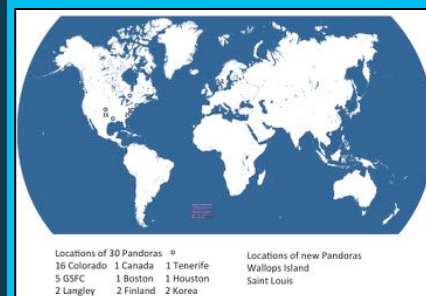 16
Locations of 30 Pandoras o
16 Colorado 1 Canada 1 Tenerife
5 GSFC 1 Boston 1 Houston
2 Langley 2 Finland 2 Korea
Locations of new Pandoras
Wallops Island
Saint Louis